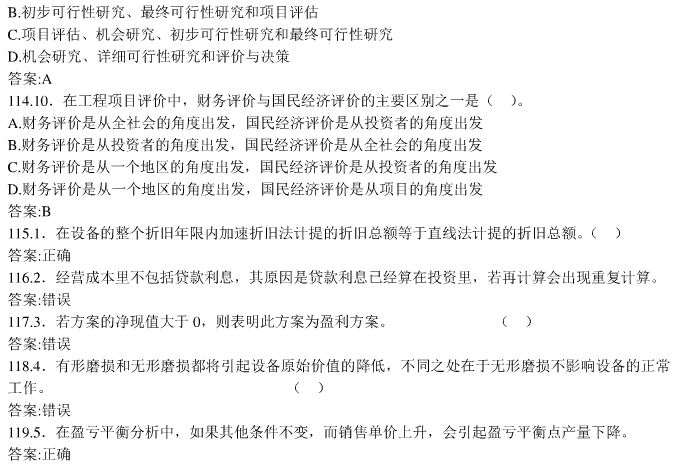 B.初步可行性研究、最终可行性研究和项目评估
C.项目评估、机会研究、初步可行性研究和最终可行性研究
D.机会研究、详细可行性研究和评价与决策
答案:A
114.10．在工程项目评价中，财务评价与国民经济评价的主要区别之一是（　）。
A.财务评价是从全社会的角度出发，国民经济评价是从投资者的角度出发
B.财务评价是从投资者的角度出发，国民经济评价是从全社会的角度出发
C.财务评价是从一个地区的角度出发，国民经济评价是从投资者的角度出发
D.财务评价是从一个地区的角度出发，国民经济评价是从项目的角度出发
答案:B
115.1．在设备的整个折旧年限内加速折旧法计提的折旧总额等于直线法计提的折旧总额。（　）
答案:正确
116.2．经营成本里不包括贷款利息，其原因是贷款利息已经算在投资里，若再计算会出现重复计算。
答案:错误
117.3．若方案的净现值大于 0，则表明此方案为盈利方案。（　）
答案:错误
118.4．有形磨损和无形磨损都将引起设备原始价值的降低，不同之处在于无形磨损不影响设备的正常
工作。（　）
答案:错误
119.5．在盈亏平衡分析中，如果其他条件不变，而销售单价上升，会引起盈亏平衡点产量下降。
答案:正确